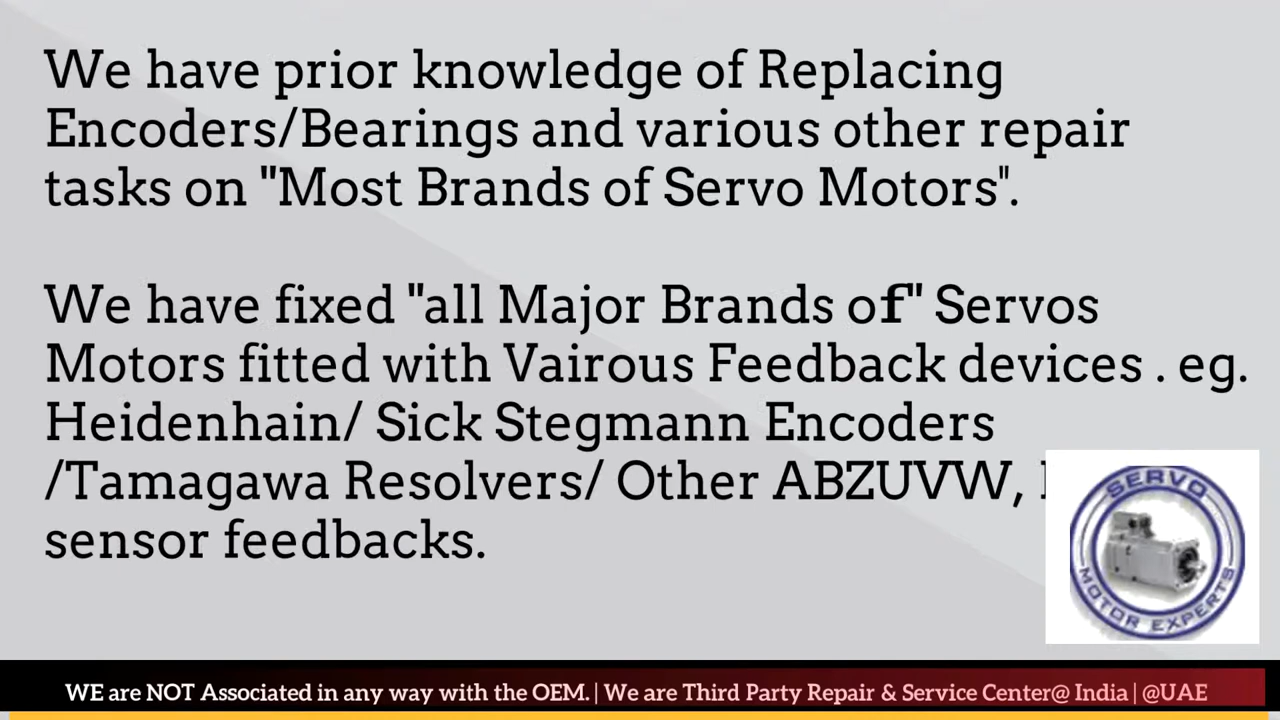 We have prior knowledge of Replacing
Encoders/Bearings and various other repair
tasks on "Most Brands of Servo Motors".
We have fixed "all Major Brands of" Servos
Motors fitted with Vairous Feedback devices . eg.
Heidenhain/ Sick Stegmann Encoders
/Tamagawa Resolvers/ Other ABZUVW,
sensor feedbacks.
SERVO
MOTOR EXPERTS
WE are NOT Associated in any way with the OEM. | We are Third Party Repair & Service Center@ India | @UAE